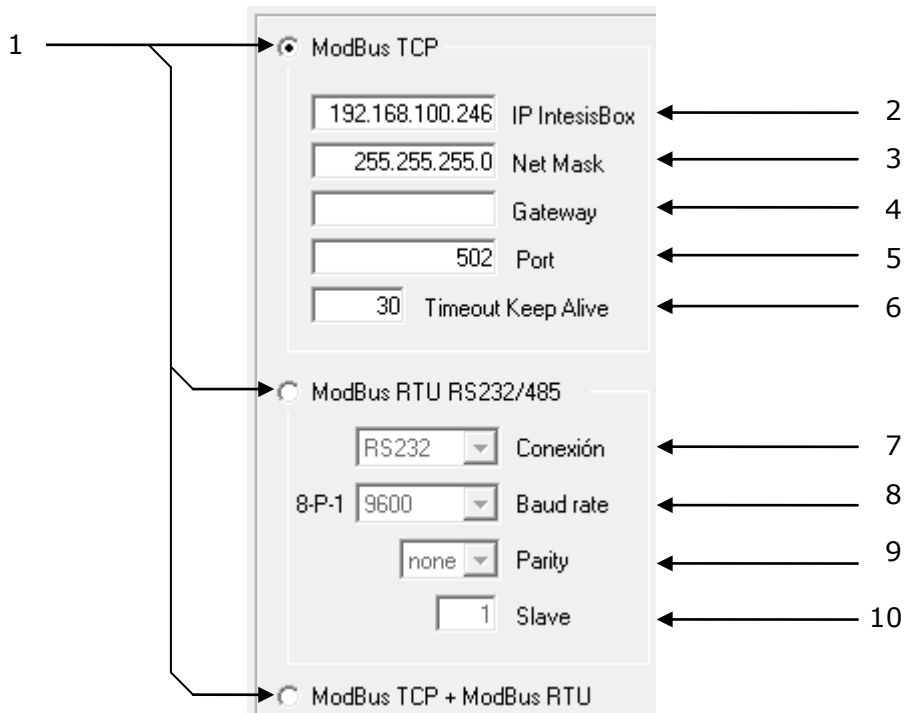 1
ModBus TCP
192.168.100.246 IP IntesisBox 2
255.255.255.0 Net Mask 3
Gateway 4
502 Port 5
30 Timeout Keep Alive 6
ModBus RTU RS232/485
RS232 Conexión 7
8-P-1 9600 Baud rate 8
none Parity 9
1 Slave 10
ModBus TCP + ModBus RTU